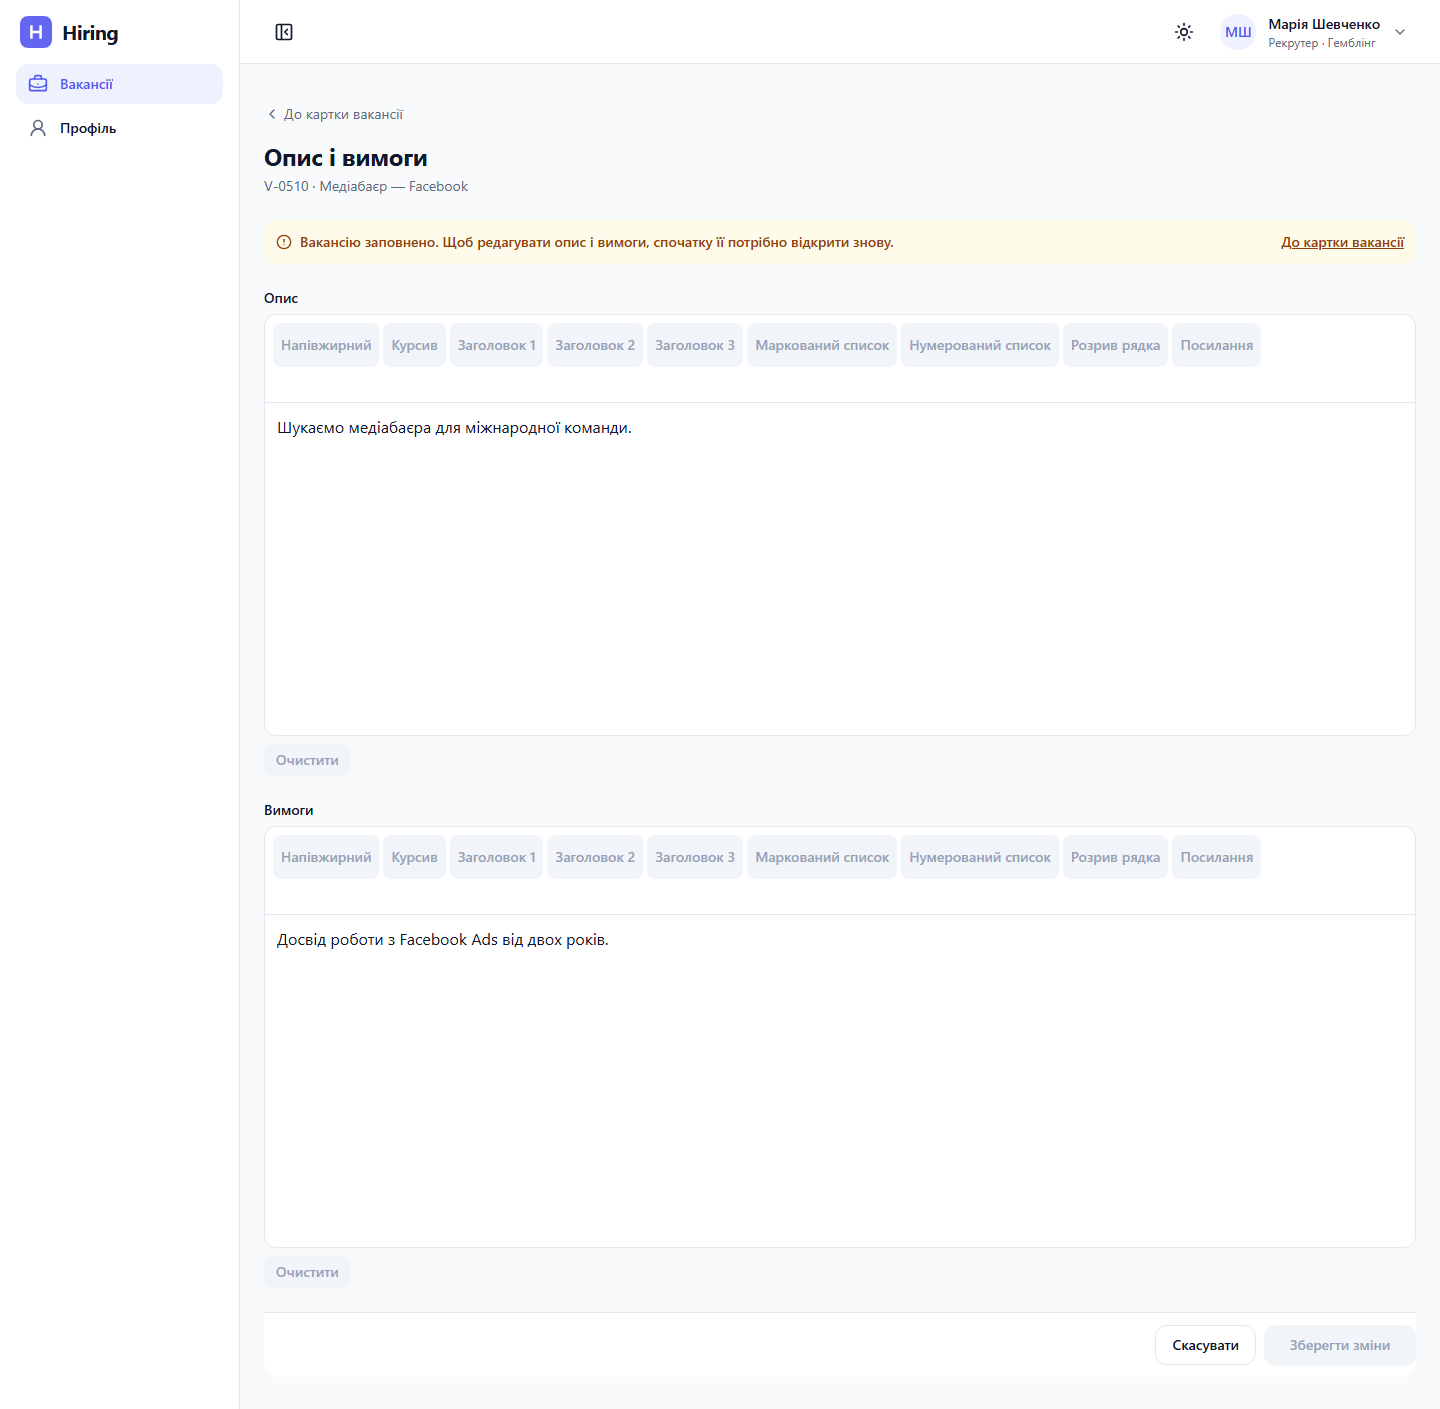 H Hiring
Вакансії
Профіль
МШ
Марія Шевченко
Рекрутер · Гемблінг
До картки вакансії
Опис і вимоги
V-0510 · Медіабаєр — Facebook
Вакансію заповнено. Щоб редагувати опис і вимоги, спочатку її потрібно відкрити знову.
До картки вакансії
Опис
Напівжирний Курсив Заголовок 1 Заголовок 2 Заголовок 3 Маркований список Нумерований список Розрив рядка Посилання
Шукаємо медіабаєра для міжнародної команди.
Очистити
Вимоги
Напівжирний Курсив Заголовок 1 Заголовок 2 Заголовок 3 Маркований список Нумерований список Розрив рядка Посилання
Досвід роботи з Facebook Ads від двох років.
Очистити
Скасувати Зберегти зміни